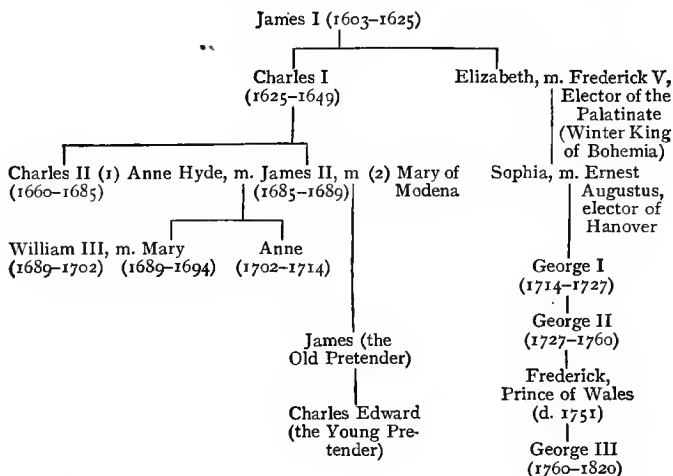 James I (1603–1625)
Charles I
(1625–1649)
Elizabeth, m. Frederick V,
Elector of the
Palatinate
(Winter King
of Bohemia)
Charles II (1) Anne Hyde, m. James II, m (2) Mary of
(1660–1685) (1685–1689) Modena
Sophia, m. Ernest
Augustus,
elector of
Hanover
William III, m. Mary Anne
(1689–1702) (1689–1694) (1702–1714)
George I
(1714–1727)
George II
(1727–1760)
James (the
Old Pretender)
Frederick,
Prince of Wales
(d. 1751)
Charles Edward
(the Young Pre-
tender)
George III
(1760–1820)